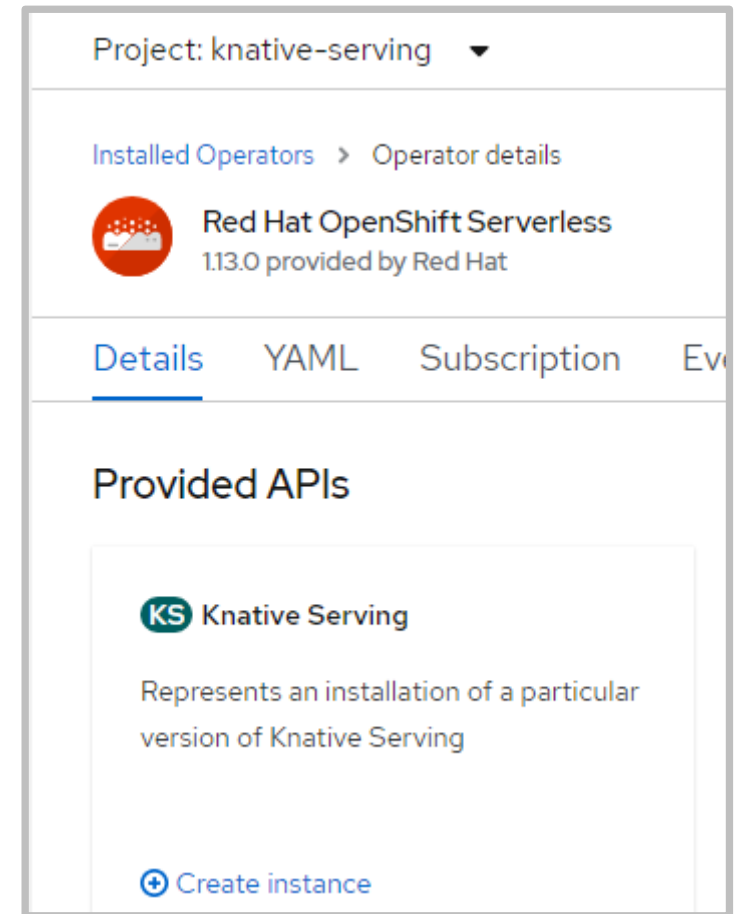 Project: knative-serving
Installed Operators > Operator details
Red Hat OpenShift Serverless
1.13.0 provided by Red Hat
Details YAML Subscription
Provided APIs
KS Knative Serving
Represents an installation of a particular
version of Knative Serving
Create instance